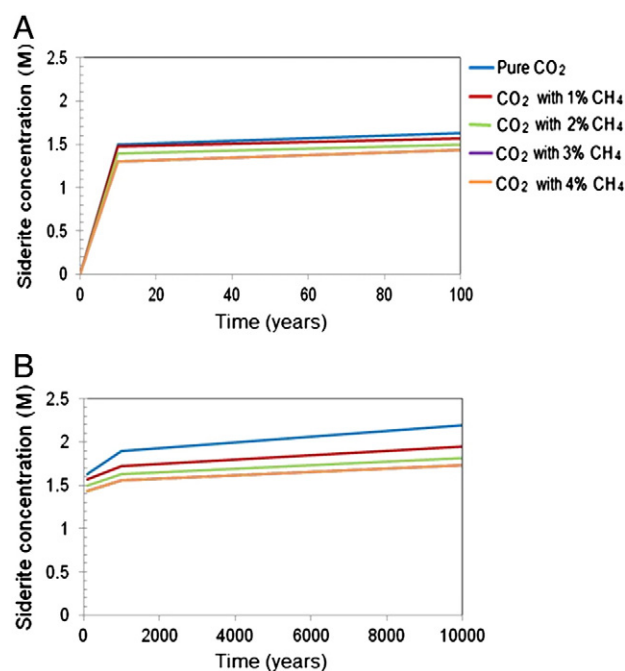 A
Siderite concentration (M)
2.5
2
1.5
1
0.5
0
0 20 40 60 80 100
Time (years)
Pure CO₂
CO₂ with 1% CH₄
CO₂ with 2% CH₄
CO₂ with 3% CH₄
CO₂ with 4% CH₄
B
Siderite concentration (M)
2.5
2
1.5
1
0.5
0
0 2000 4000 6000 8000 10000
Time (years)